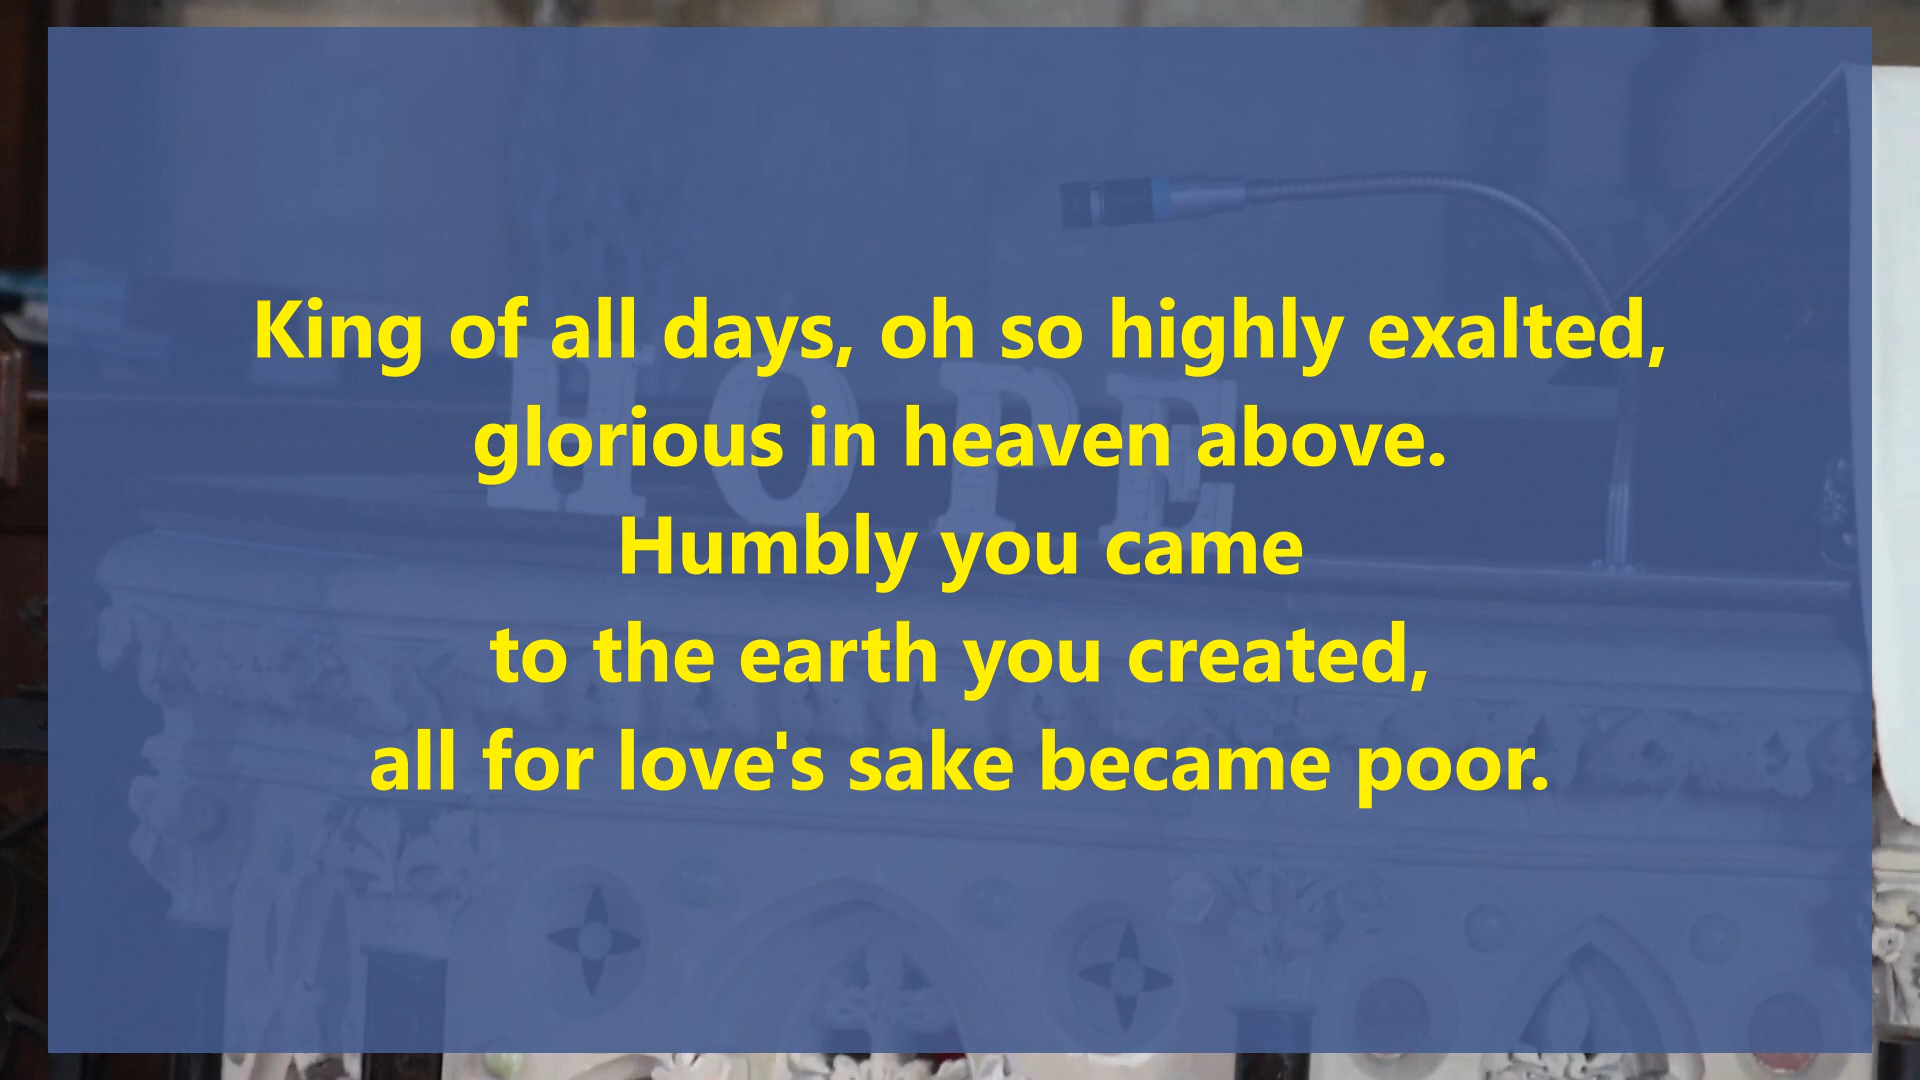 King of all days, oh so highly exalted,
glorious in heaven above.
Humbly you came
to the earth you created,
all for love's sake became poor.
HOPE